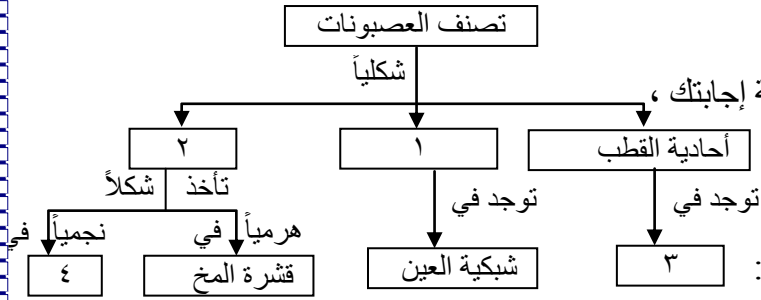 تصنف العصبونات
شكلياً
ة إجابتك ،
أحادية القطب
١
٢
توجد في
توجد في
تأخذ شكلاً
هرمياً في
نجمياً في
:
٣
شبكية العين
قشرة المخ
٤